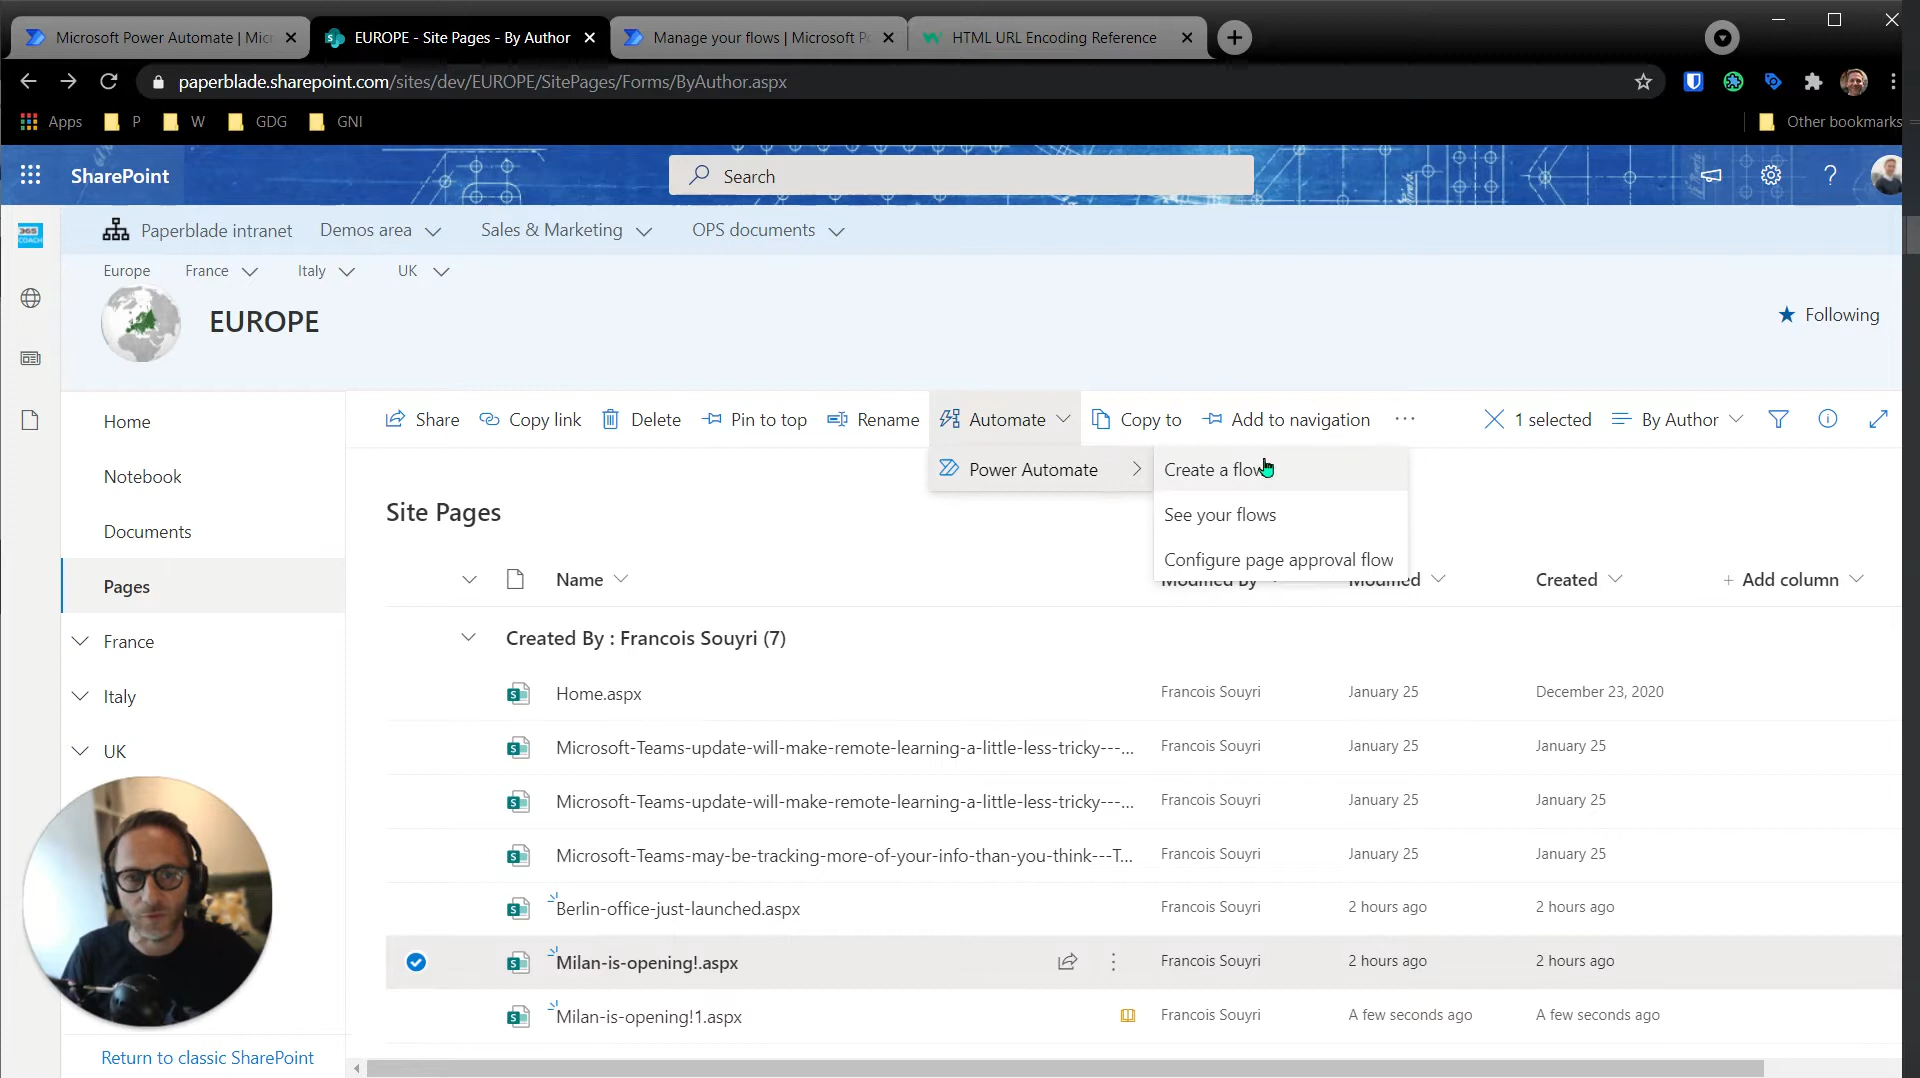 Microsoft Power Automate | Mic
EUROPE - Site Pages - By Author
Manage your flows | Microsoft P
HTML URL Encoding Reference
paperblade.sharepoint.com/sites/dev/EUROPE/SitePages/Forms/ByAuthor.aspx
Apps P W GDG GNI Other bookmarks
SharePoint Search
365 COACH
Paperblade intranet Demos area Sales & Marketing OPS documents
Europe France Italy UK
EUROPE
Following
Home
Notebook
Documents
Pages
France
Italy
UK
Return to classic SharePoint
Share Copy link Delete Pin to top Rename Automate Copy to Add to navigation ··· 1 selected By Author
Power Automate
Create a flow
See your flows
Configure page approval flow
Site Pages
Name Modified By Modified Created + Add column
Created By : Francois Souyri (7)
Home.aspx Francois Souyri January 25 December 23, 2020
Microsoft-Teams-update-will-make-remote-learning-a-little-less-tricky---... Francois Souyri January 25 January 25
Microsoft-Teams-update-will-make-remote-learning-a-little-less-tricky---... Francois Souyri January 25 January 25
Microsoft-Teams-may-be-tracking-more-of-your-info-than-you-think---T... Francois Souyri January 25 January 25
Berlin-office-just-launched.aspx Francois Souyri 2 hours ago 2 hours ago
Milan-is-opening!.aspx Francois Souyri 2 hours ago 2 hours ago
Milan-is-opening!1.aspx Francois Souyri A few seconds ago A few seconds ago